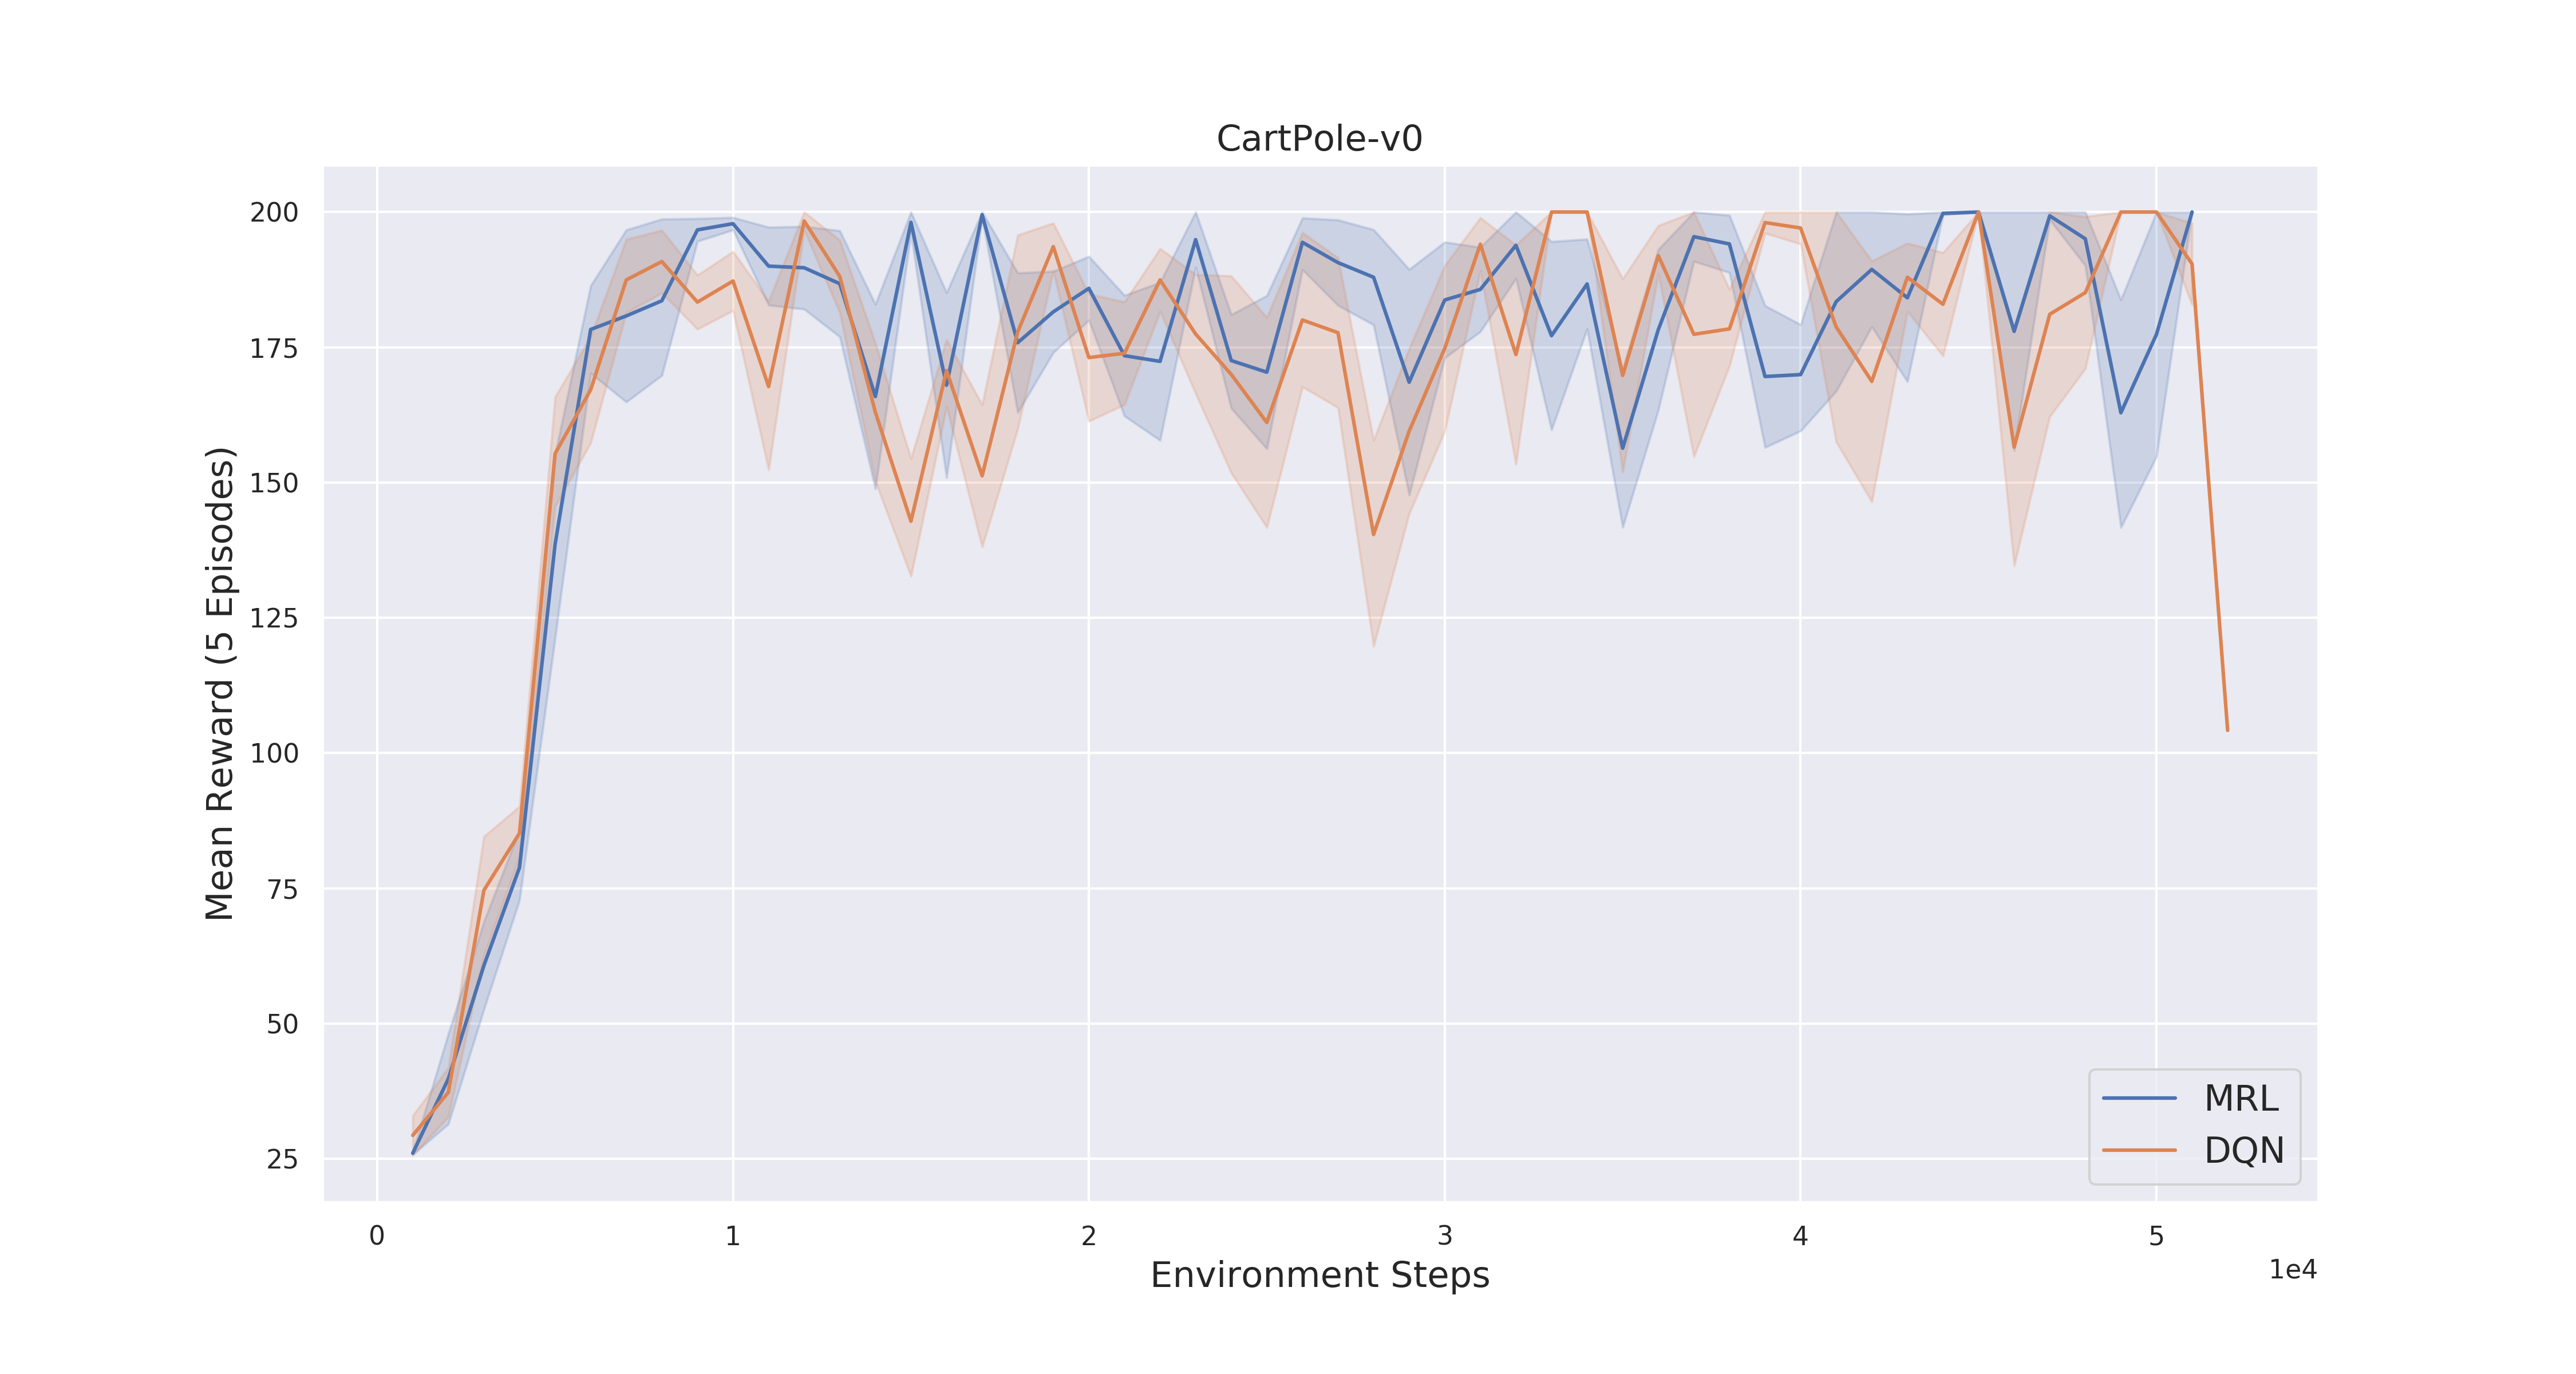 CartPole-v0
200
175
150
125
100
75
50
25
Mean Reward (5 Episodes)
0 1 2 3 4 5
1e4
Environment Steps
MRL
DQN